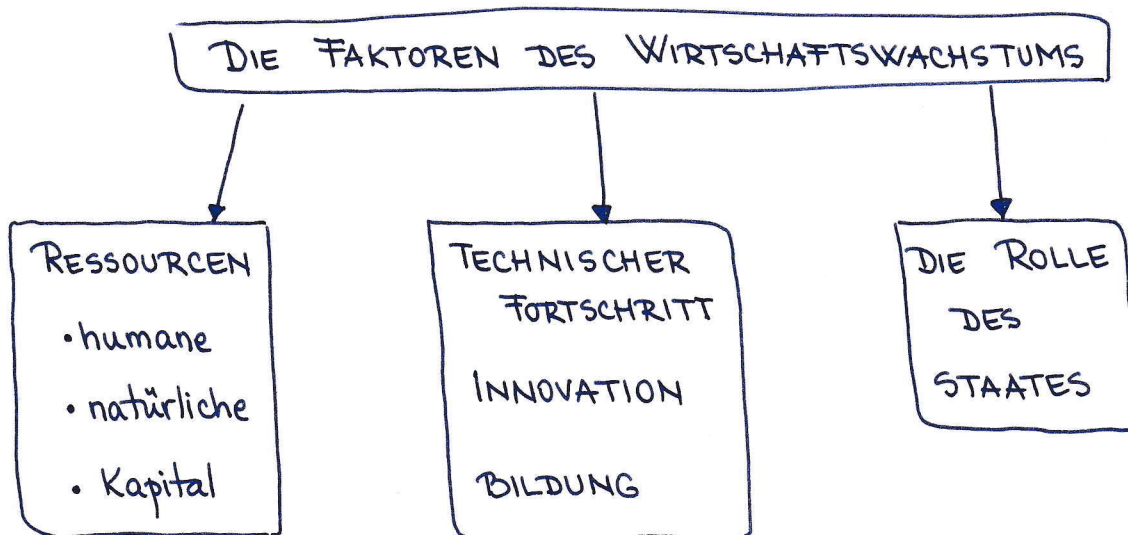 DIE FAKTOREN DES WIRTSCHAFTSWACHSTUMS
RESSOURCEN
• humane
• natürliche
• Kapital
TECHNISCHER
FORTSCHRITT
INNOVATION
BILDUNG
DIE ROLLE
DES
STAATES